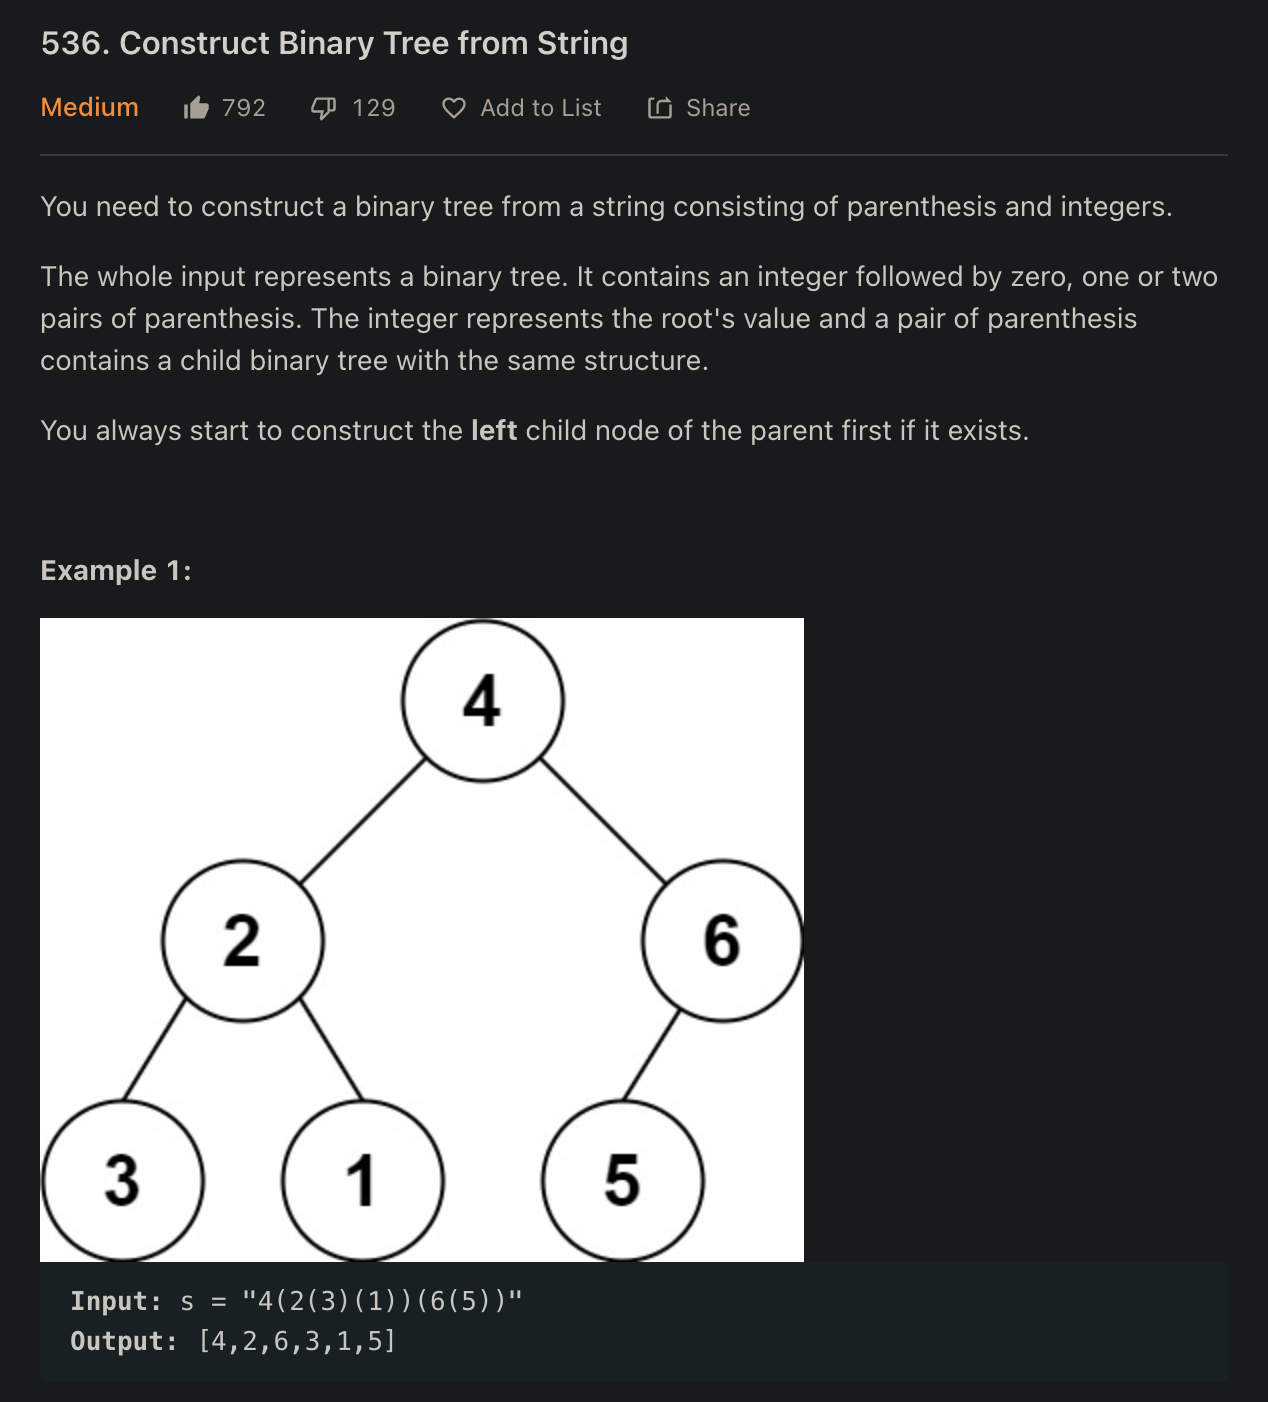 536. Construct Binary Tree from String
Medium 792 129 Add to List Share
You need to construct a binary tree from a string consisting of parenthesis and integers.
The whole input represents a binary tree. It contains an integer followed by zero, one or two
pairs of parenthesis. The integer represents the root's value and a pair of parenthesis
contains a child binary tree with the same structure.
You always start to construct the left child node of the parent first if it exists.
Example 1:
4
2 6
3 1 5
Input: s = "4(2(3)(1))(6(5))"
Output: [4,2,6,3,1,5]